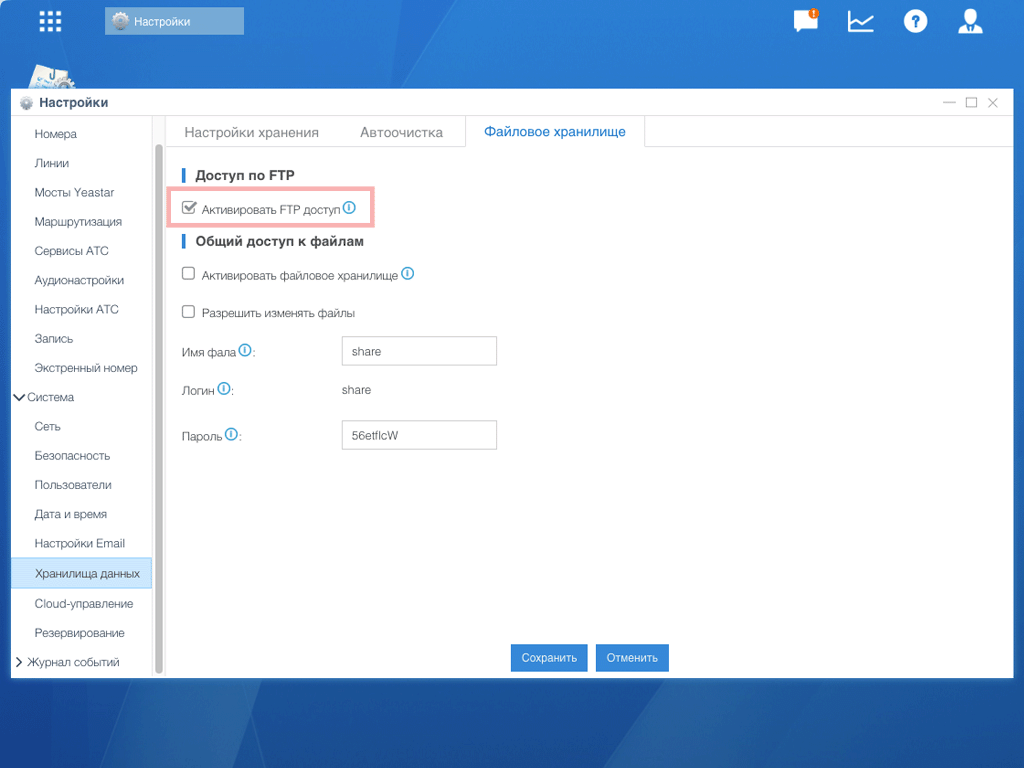 Настройки
!
?
Настройки
Номера
Линии
Мосты Yeastar
Маршрутизация
Сервисы АТС
Аудионастройки
Настройки АТС
Запись
Экстренный номер
Система
Сеть
Безопасность
Пользователи
Дата и время
Настройки Email
Хранилища данных
Cloud-управление
Резервирование
Журнал событий
Настройки хранения
Автоочистка
Файловое хранилище
Доступ по FTP
Активировать FTP доступ
Общий доступ к файлам
Активировать файловое хранилище
Разрешить изменять файлы
Имя фала: share
Логин: share
Пароль: 56etflcW
Сохранить
Отменить